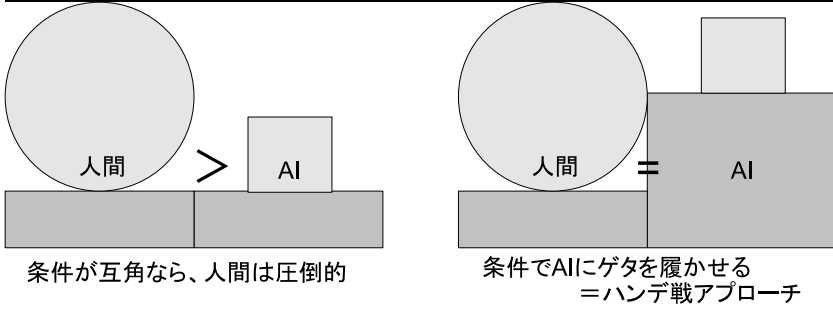 人間
>
AI
人間
=
AI
条件が互角なら、人間は圧倒的
条件でAIにゲタを履かせる
＝ハンデ戦アプローチ